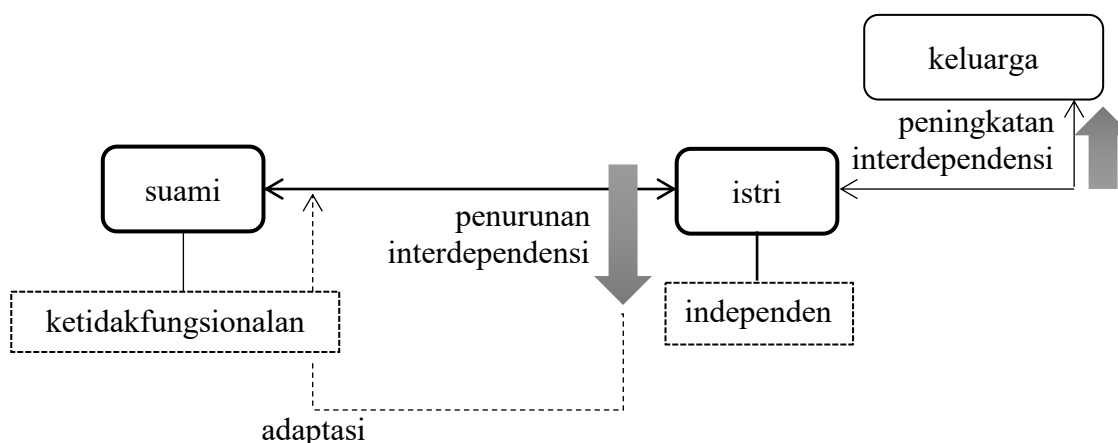 keluarga
peningkatan
interdependensi
suami
istri
penurunan
interdependensi
ketidakfungsionalan
independen
adaptasi